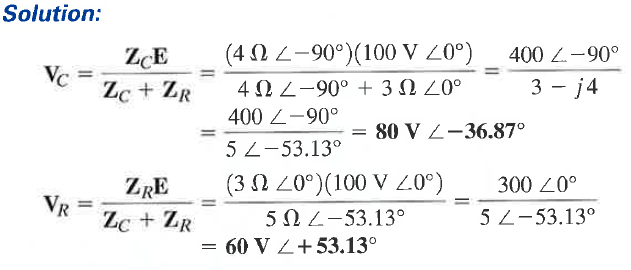 Solution:
V_C = Z_C E / (Z_C + Z_R) = (4 Ω ∠−90°)(100 V ∠0°) / (4 Ω ∠−90° + 3 Ω ∠0°) = 400 ∠−90° / (3 − j4)
= 400 ∠−90° / 5 ∠−53.13° = 80 V ∠−36.87°
V_R = Z_R E / (Z_C + Z_R) = (3 Ω ∠0°)(100 V ∠0°) / 5 Ω ∠−53.13° = 300 ∠0° / 5 ∠−53.13°
= 60 V ∠+53.13°